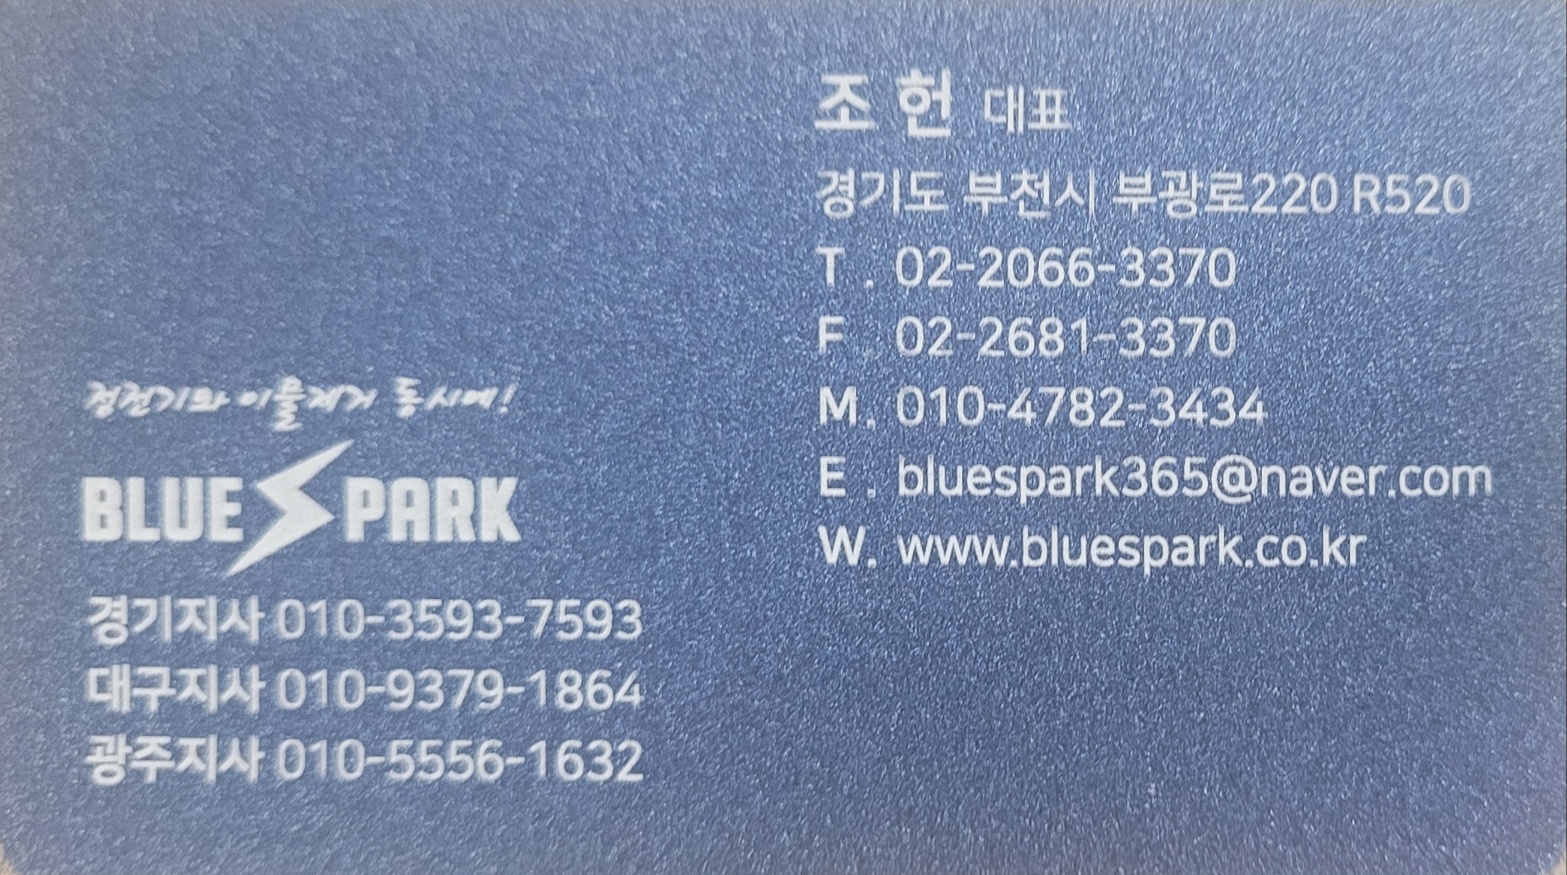 조 헌 대표
경기도 부천시 부광로220 R520
T . 02-2066-3370
F . 02-2681-3370
M. 010-4782-3434
E . bluespark365@naver.com
W. www.bluespark.co.kr
정전기와 이물제거 동시에!
BLUE SPARK
경기지사 010-3593-7593
대구지사 010-9379-1864
광주지사 010-5556-1632